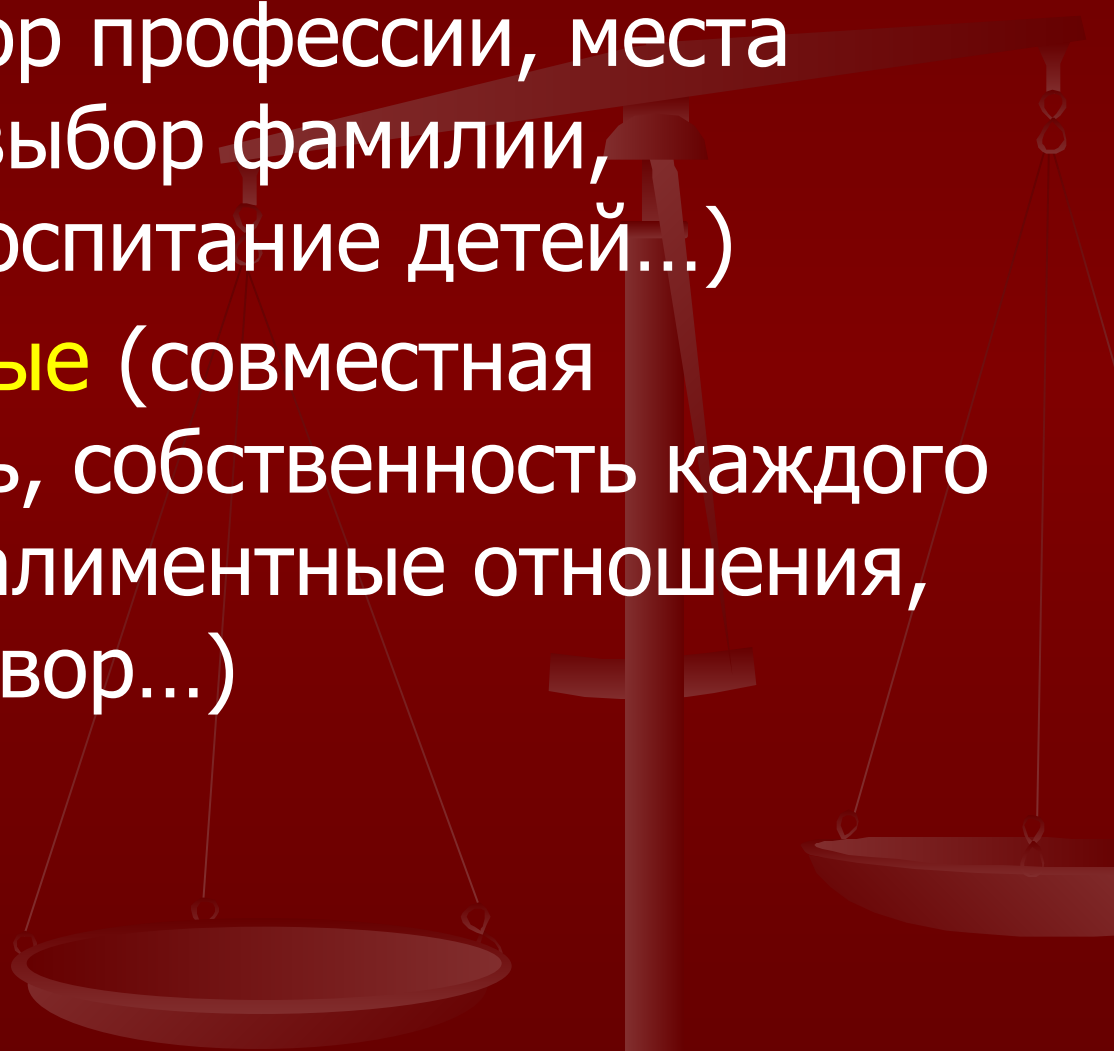 ор профессии, места
выбор фамилии,
оспитание детей…)
ые (совместная
ь, собственность каждого
алиментные отношения,
вор…)